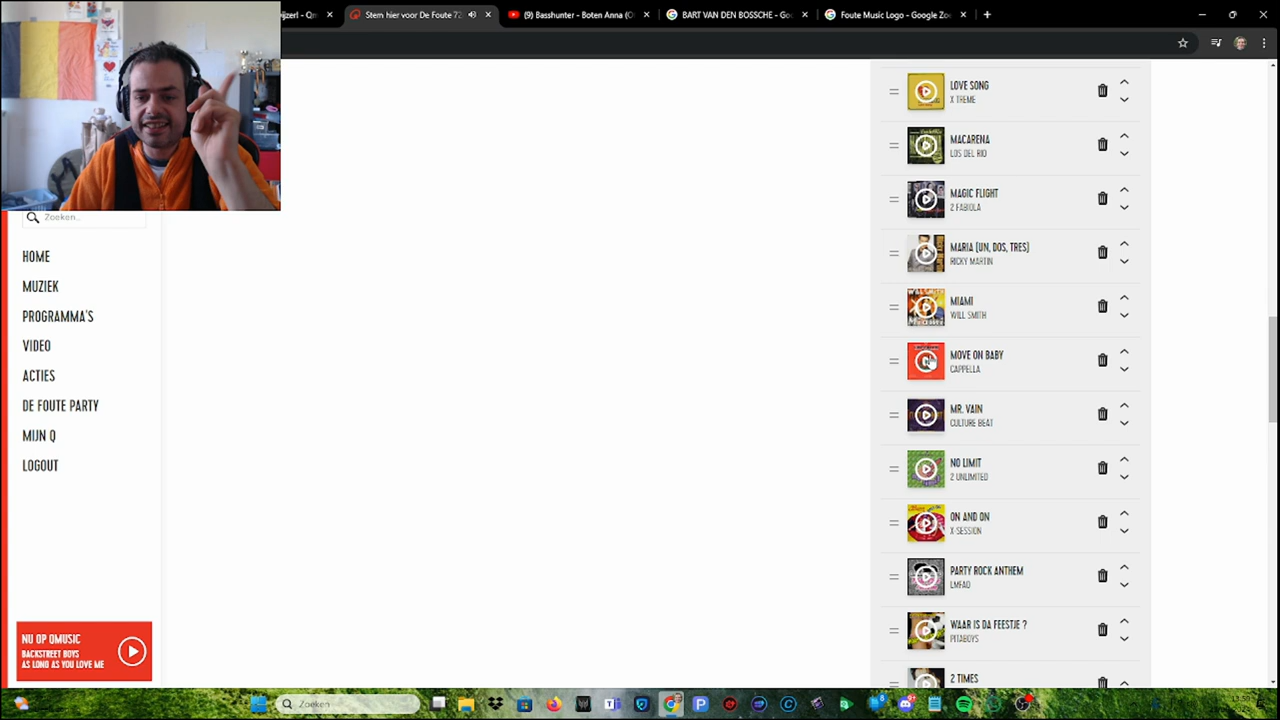 Stem hier voor De Foute 72
(9) Basshunter - Boten Anna (O
BART VAN DEN BOSSCHE - Go
Foute Music Logo - Google Zo
Zoeken..
HOME
MUZIEK
PROGRAMMA'S
VIDEO
ACTIES
DE FOUTE PARTY
MIJN Q
LOGOUT
NU OP QMUSIC
BACKSTREET BOYS
AS LONG AS YOU LOVE ME
LOVE SONG
X THEME
MACARENA
LOS DEL RIO
MAGIC FLIGHT
2 FABIOLA
MARIA (UN, DOS, TRES)
RICKY MARTIN
MIAMI
WILL SMITH
MOVE ON BABY
CAPPELLA
MR. VAIN
CULTURE BEAT
NO LIMIT
2 UNLIMITED
ON AND ON
X-SESSION
PARTY ROCK ANTHEM
LMFAO
WAAR IS DA FEESTJE ?
PITABOYS
2 TIMES
Zoeken